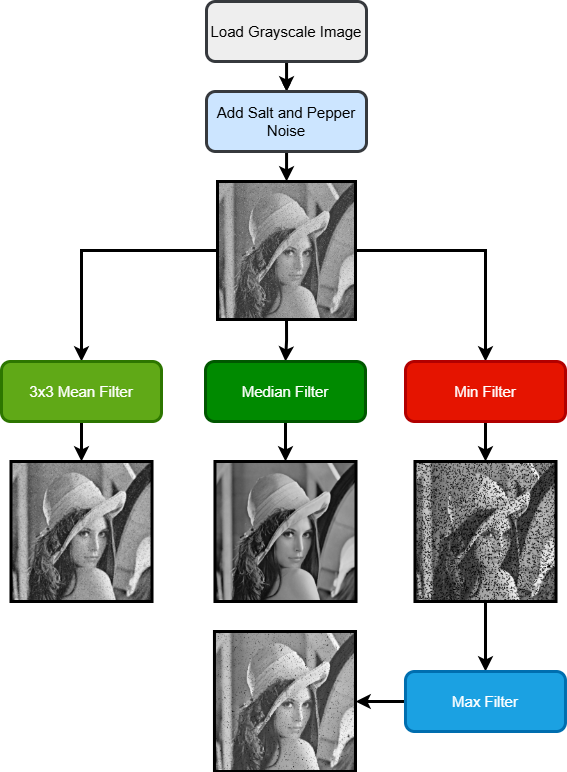 Load Grayscale Image
Add Salt and Pepper
Noise
3x3 Mean Filter
Median Filter
Min Filter
Max Filter